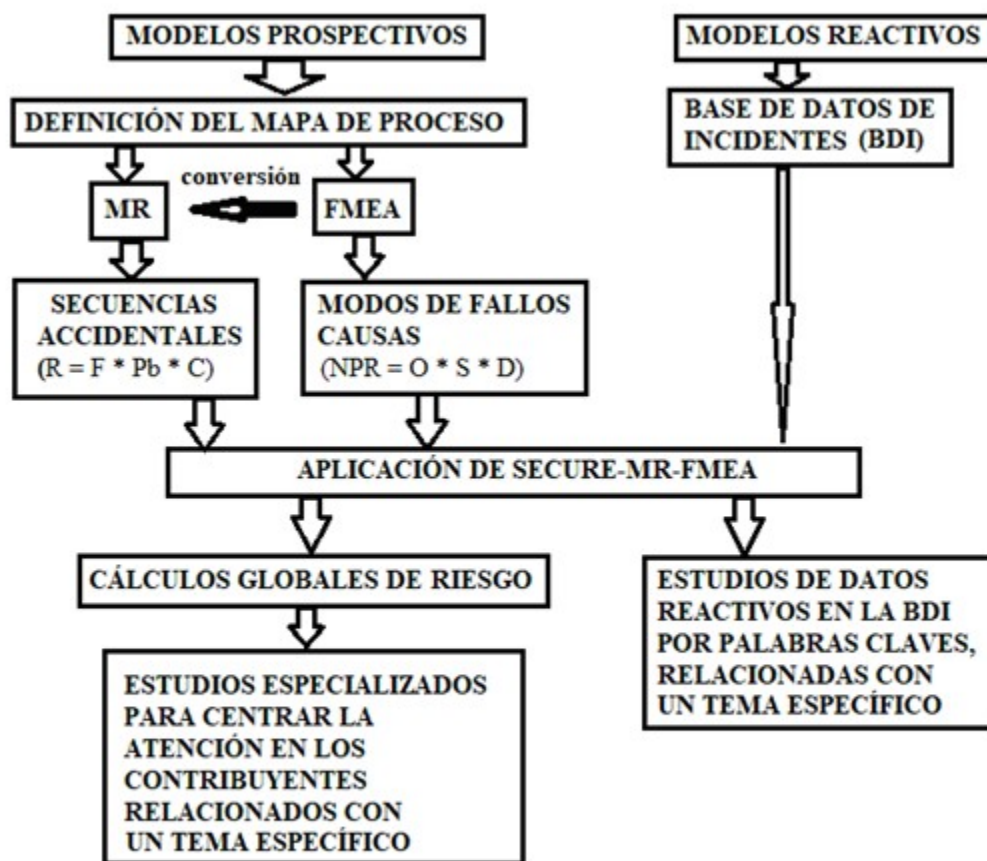 MODELOS PROSPECTIVOS
MODELOS REACTIVOS
DEFINICIÓN DEL MAPA DE PROCESO
BASE DE DATOS DE
INCIDENTES (BDI)
conversión
MR
FMEA
SECUENCIAS
ACCIDENTALES
(R = F * Pb * C)
MODOS DE FALLOS
CAUSAS
(NPR = O * S * D)
APLICACIÓN DE SECURE-MR-FMEA
CÁLCULOS GLOBALES DE RIESGO
ESTUDIOS DE DATOS
REACTIVOS EN LA BDI
POR PALABRAS CLAVES,
RELACIONADAS CON
UN TEMA ESPECÍFICO
ESTUDIOS ESPECIALIZADOS
PARA CENTRAR LA
ATENCIÓN EN LOS
CONTRIBUYENTES
RELACIONADOS CON
UN TEMA ESPECÍFICO